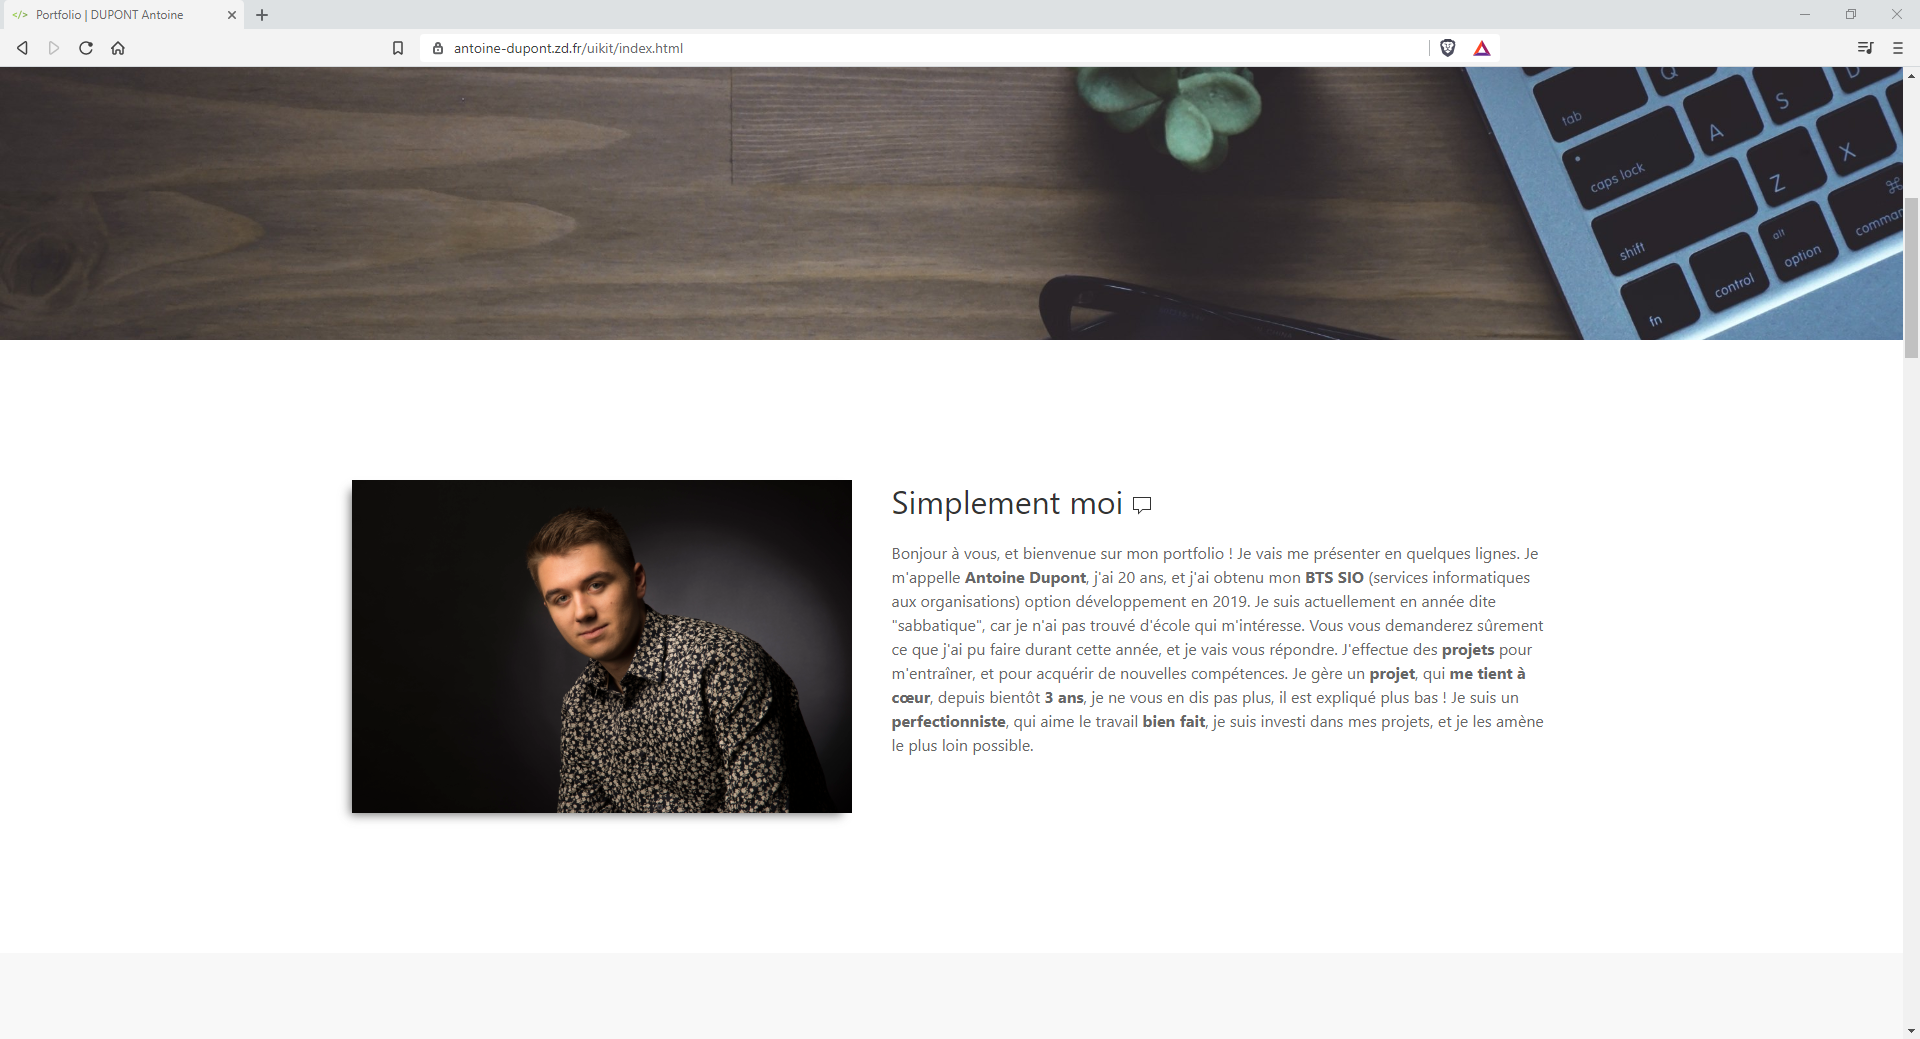 </> Portfolio | DUPONT Antoine
antoine-dupont.zd.fr/uikit/index.html
Q
D
tab
S
A
caps lock
X
Z
⌘
comman
shift
alt
option
control
fn
Simplement moi
Bonjour à vous, et bienvenue sur mon portfolio ! Je vais me présenter en quelques lignes. Je
m'appelle Antoine Dupont, j'ai 20 ans, et j'ai obtenu mon BTS SIO (services informatiques
aux organisations) option développement en 2019. Je suis actuellement en année dite
"sabbatique", car je n'ai pas trouvé d'école qui m'intéresse. Vous vous demanderez sûrement
ce que j'ai pu faire durant cette année, et je vais vous répondre. J'effectue des projets pour
m'entraîner, et pour acquérir de nouvelles compétences. Je gère un projet, qui me tient à
cœur, depuis bientôt 3 ans, je ne vous en dis pas plus, il est expliqué plus bas ! Je suis un
perfectionniste, qui aime le travail bien fait, je suis investi dans mes projets, et je les amène
le plus loin possible.